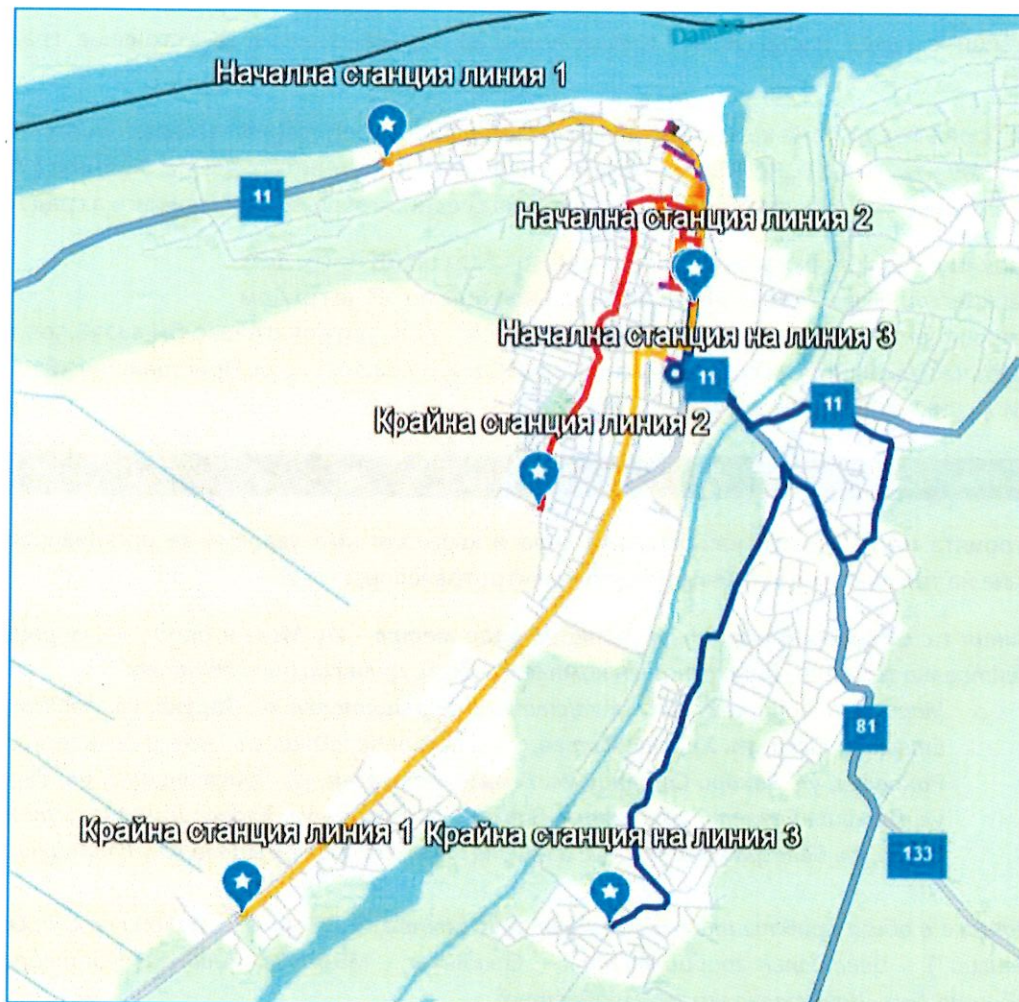 Danube
Начална станция линия 1
11
Начална станция линия 2
Начална станция на линия 3
11
11
Крайна станция линия 2
81
Крайна станция линия 1
Крайна станция на линия 3
133